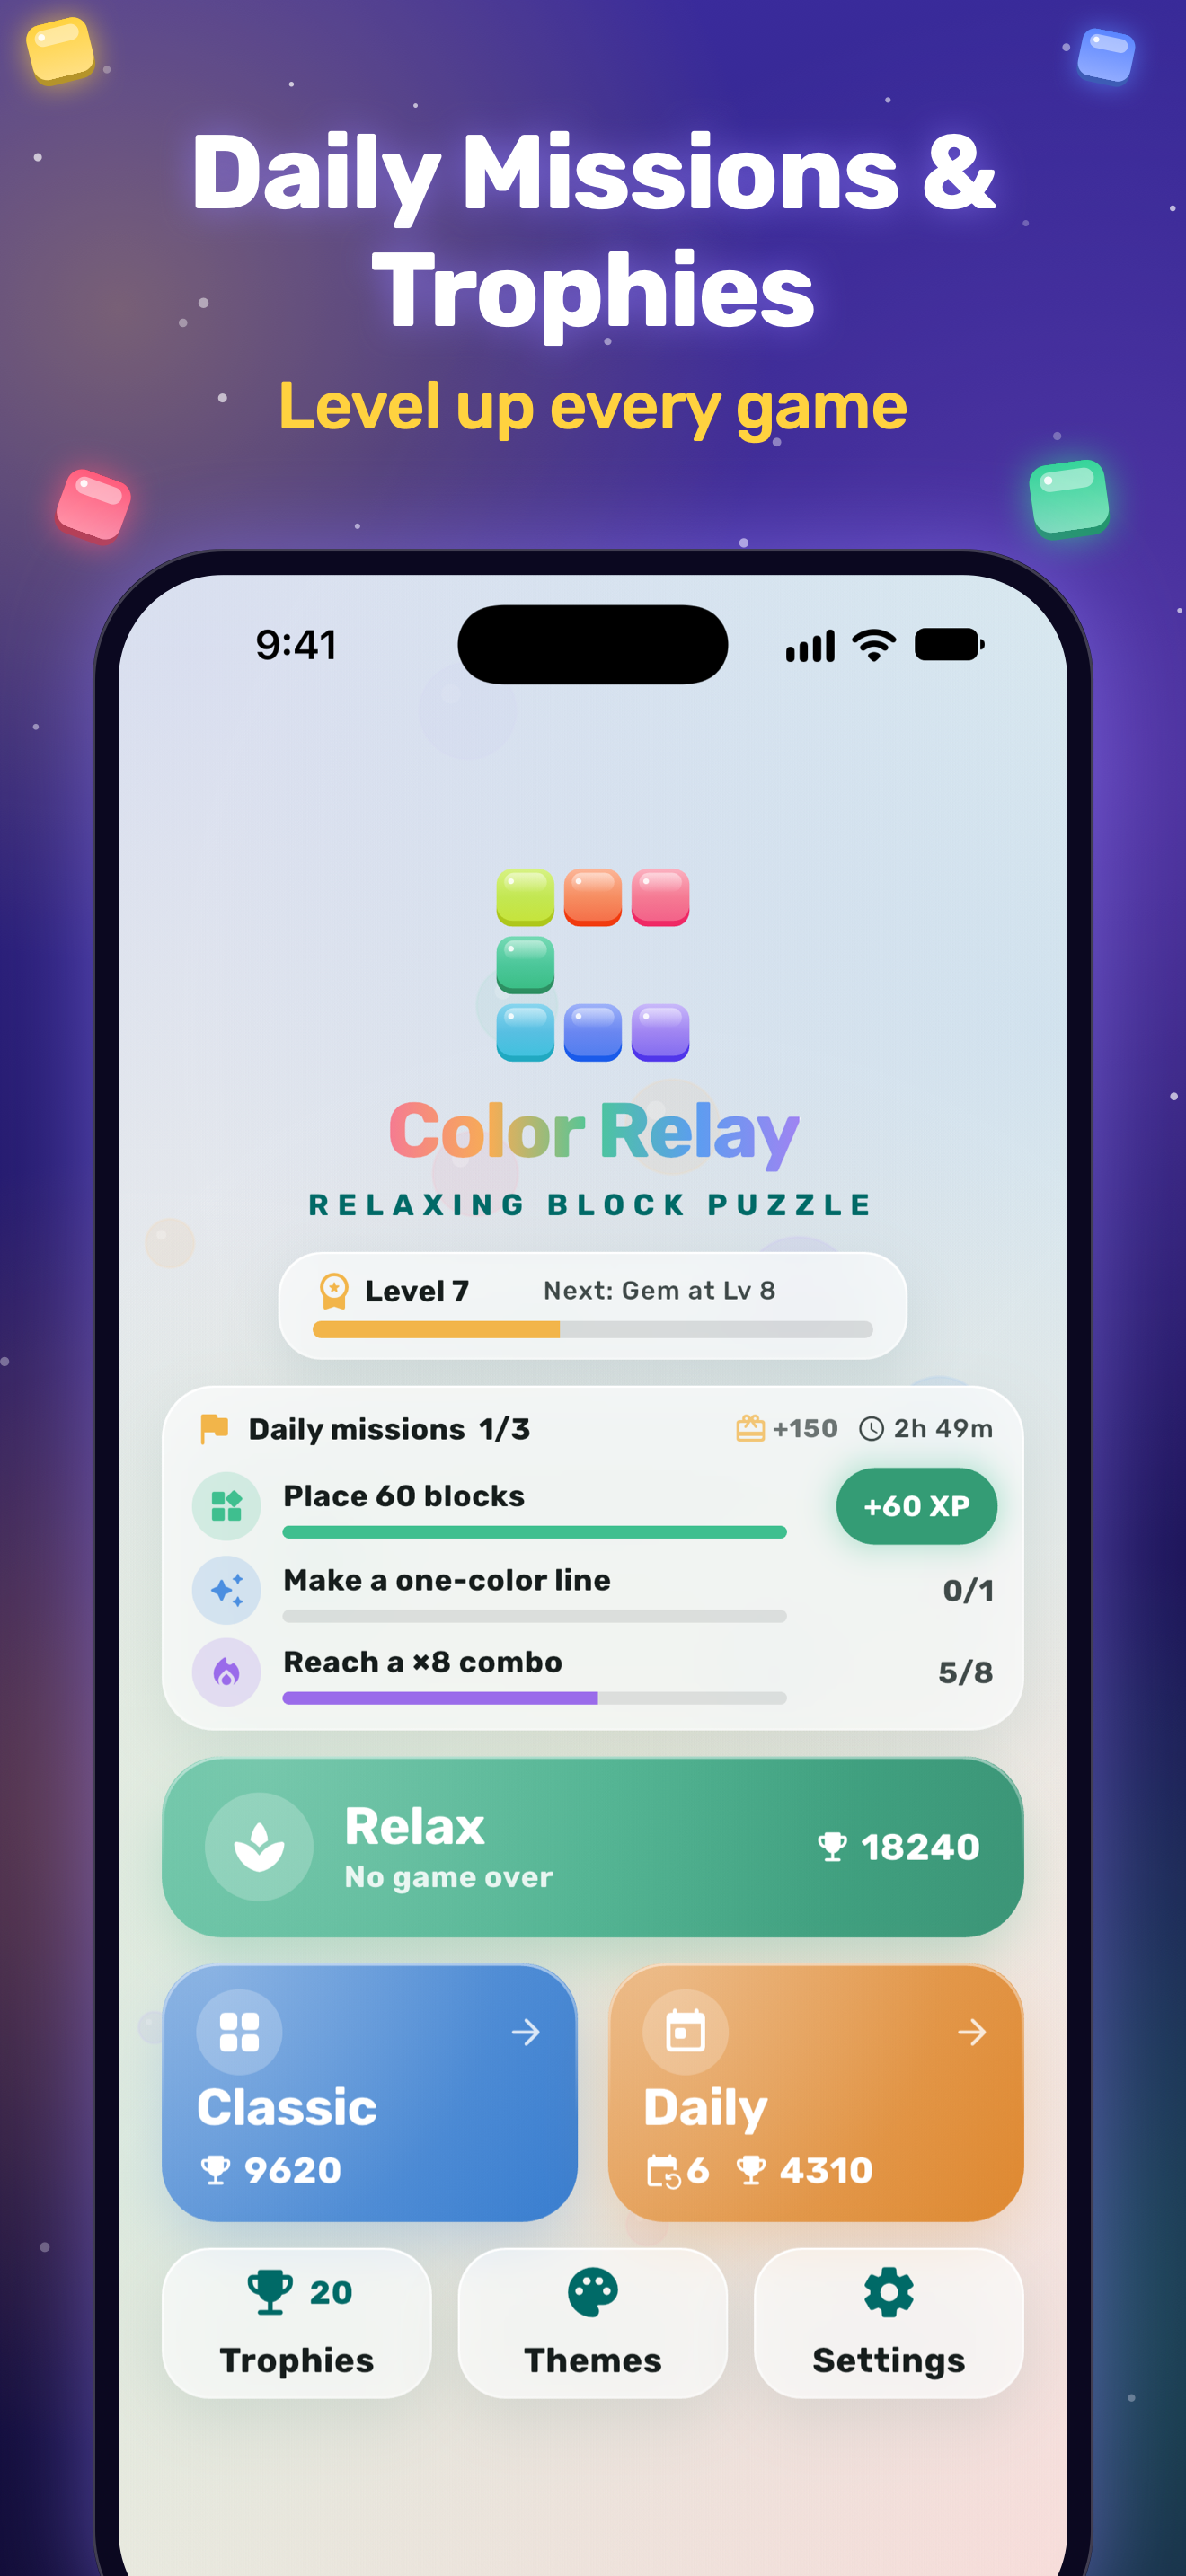 Daily Missions &
Trophies
Level up every game
9:41
Color Relay
RELAXING BLOCK PUZZLE
Level 7 Next: Gem at Lv 8
Daily missions 1/3 +150 2h 49m
Place 60 blocks +60 XP
Make a one-color line 0/1
Reach a ×8 combo 5/8
Relax
No game over
18240
Classic
9620
Daily
6 4310
20
Trophies
Themes
Settings